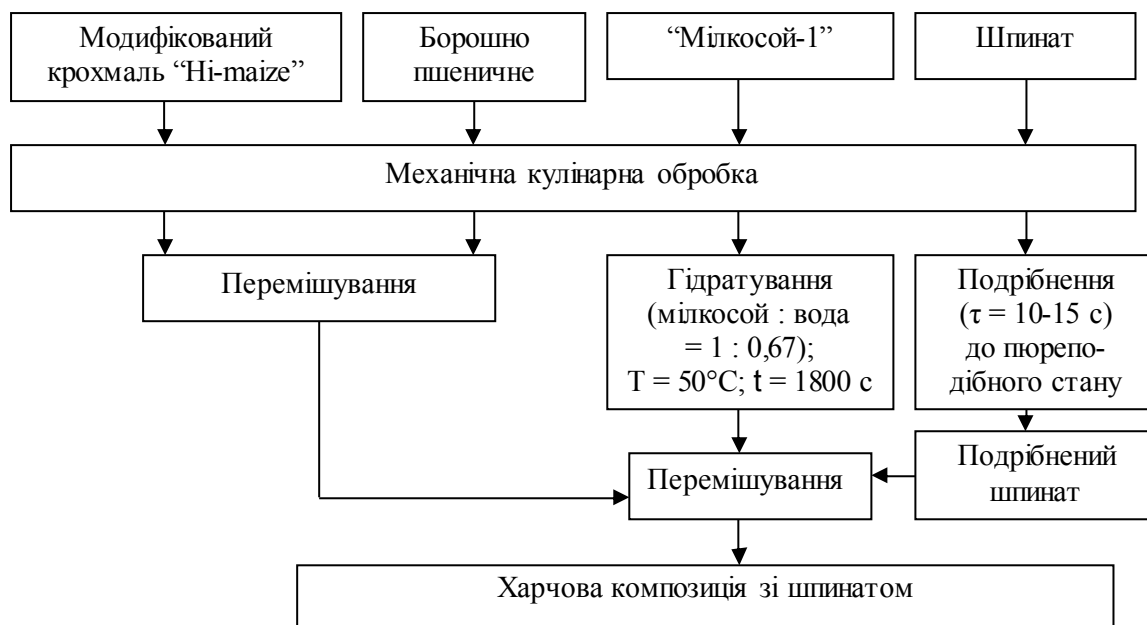 Модифікований
крохмаль “Hi-maize”
Борошно
пшеничне
“Мілкосой-1”
Шпинат
Механічна кулінарна обробка
Перемішування
Гідратування
(мілкосой : вода
= 1 : 0,67);
T = 50°C; t = 1800 с
Подрібнення
(τ = 10-15 с)
до пюрепо-
дібного стану
Перемішування
Подрібнений
шпинат
Харчова композиція зі шпинатом